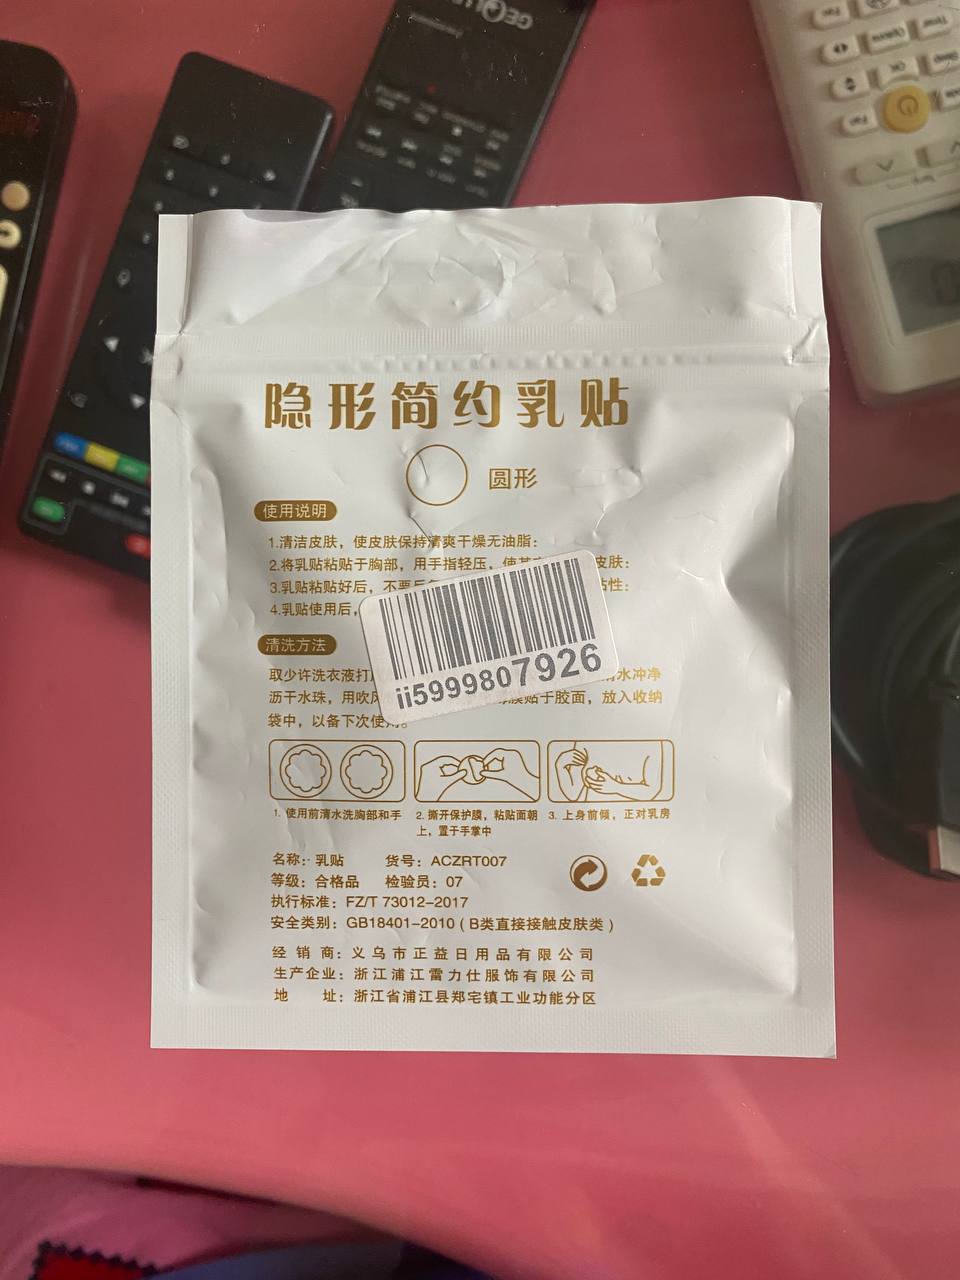 隐形简约乳贴
圆形
使用说明
1.清洁皮肤，使皮肤保持清爽干燥无油脂：
2.将乳贴粘贴于胸部，用手指轻压，使其 皮肤：
3.乳贴粘贴好后，不要 粘性：
4.乳贴使用后，
ii5999807926
清洗方法
取少许洗衣液打 清水冲净
沥干水珠，用吹风 膜贴于胶面，放入收纳
袋中，以备下次使用。
1. 使用前清水洗胸部和手
2. 撕开保护膜，粘贴面朝
上，置于手掌中
3. 上身前倾，正对乳房
名称：乳贴 货号：ACZRT007
等级：合格品 检验员：07
执行标准：FZ/T 73012-2017
安全类别：GB18401-2010（B类直接接触皮肤类）
经销商：义乌市正益日用品有限公司
生产企业：浙江浦江雷力仕服饰有限公司
地 址：浙江省浦江县郑宅镇工业功能分区